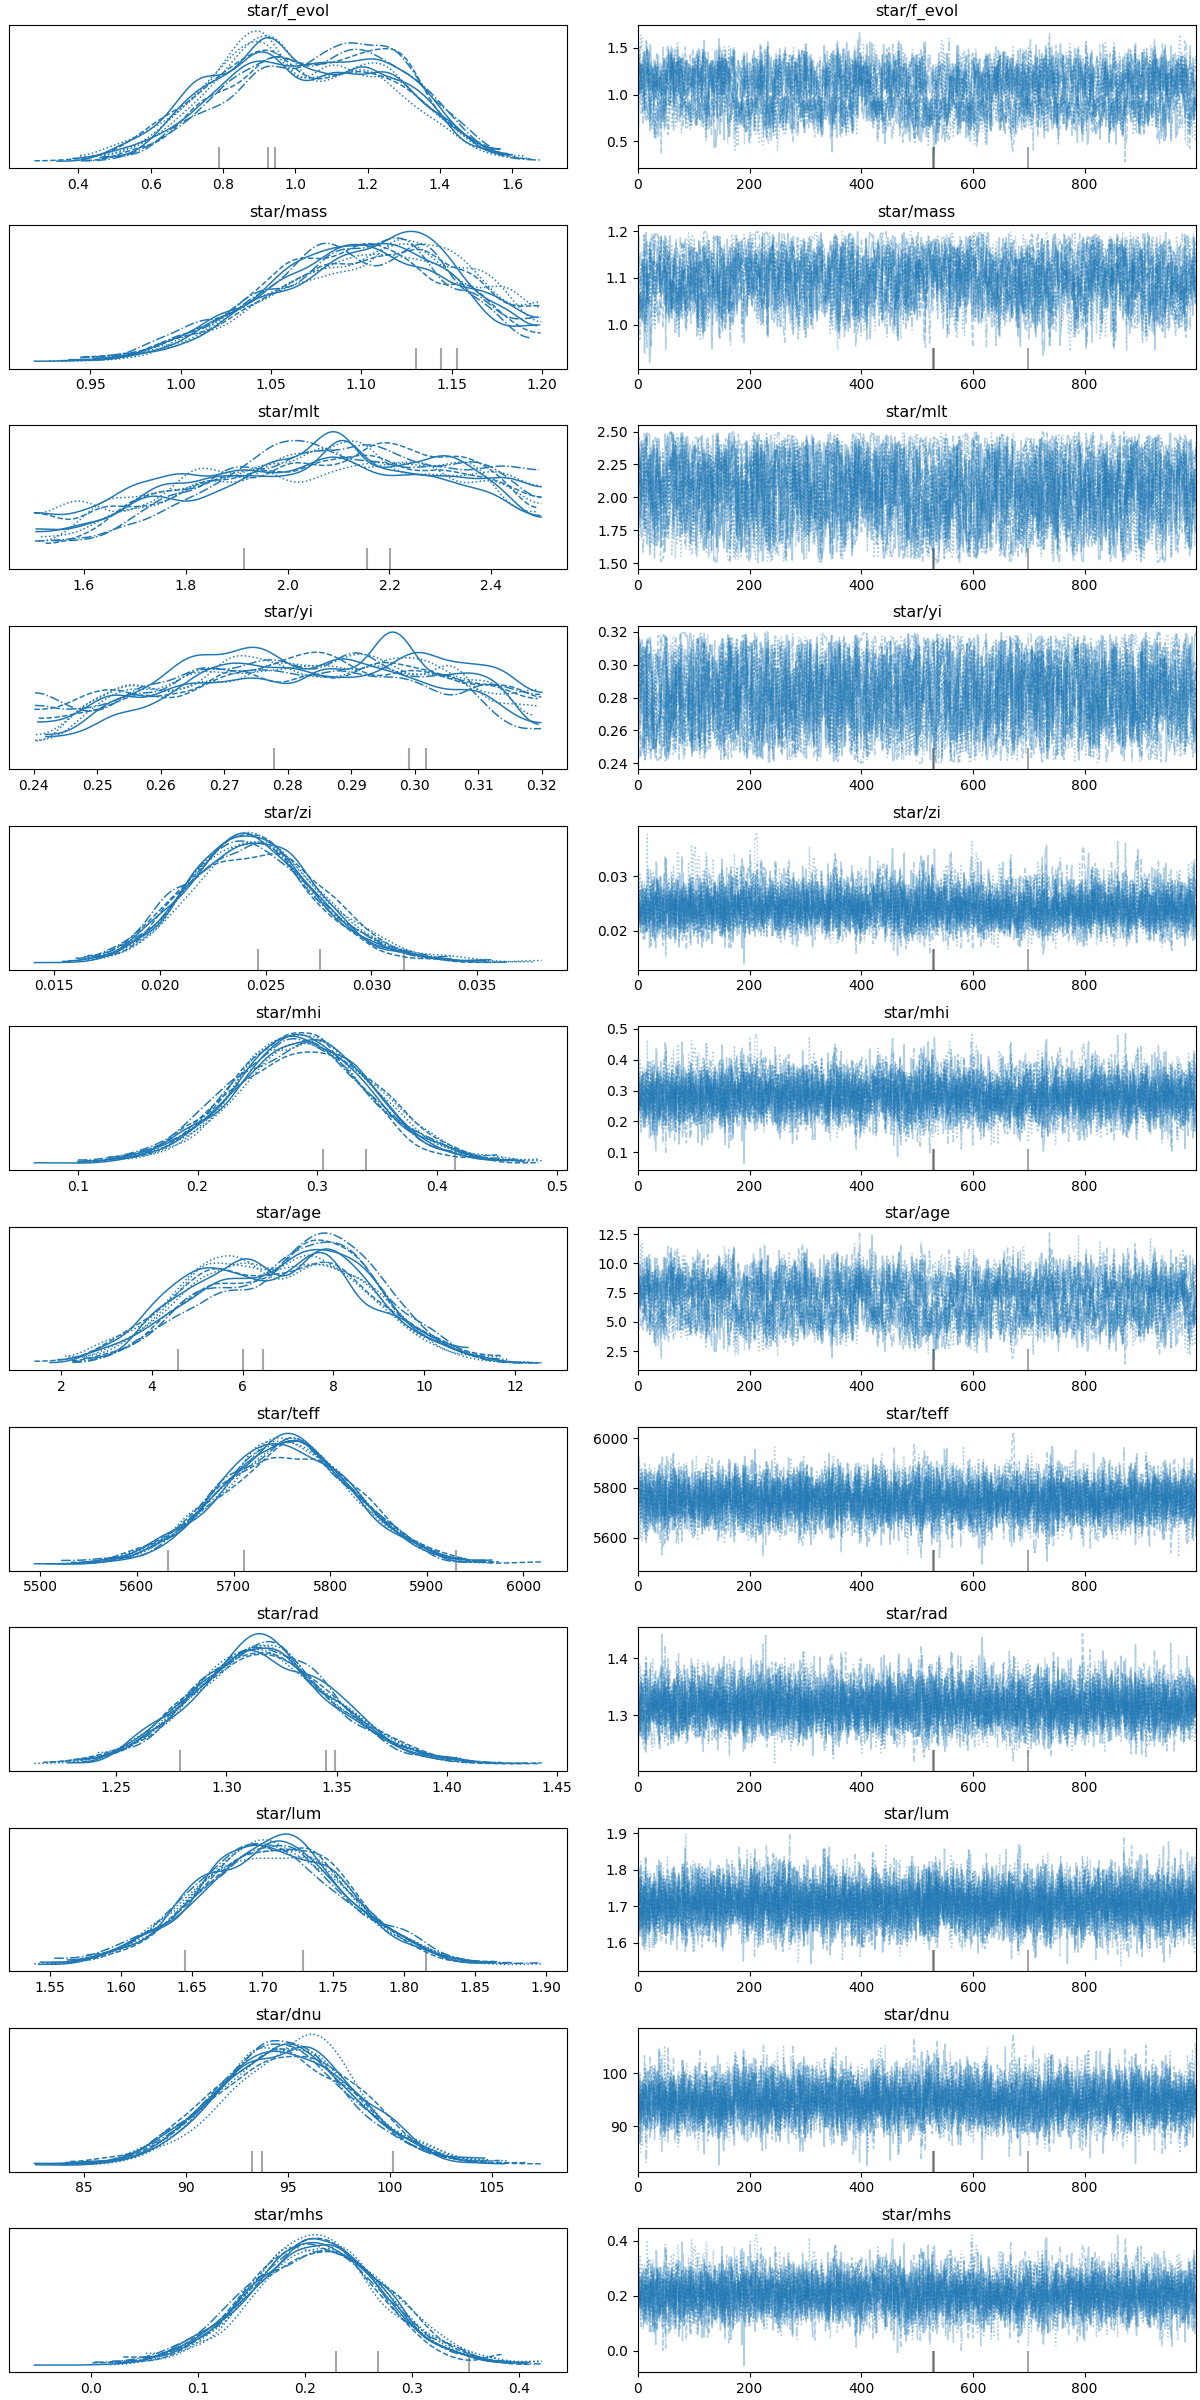 star/f_evol star/f_evol
1.5
1.0
0.5
0.4 0.6 0.8 1.0 1.2 1.4 1.6 0 200 400 600 800
star/mass star/mass
1.2
1.1
1.0
0.95 1.00 1.05 1.10 1.15 1.20 0 200 400 600 800
star/mlt star/mlt
2.50
2.25
2.00
1.75
1.50
1.6 1.8 2.0 2.2 2.4 0 200 400 600 800
star/yi star/yi
0.32
0.30
0.28
0.26
0.24
0.24 0.25 0.26 0.27 0.28 0.29 0.30 0.31 0.32 0 200 400 600 800
star/zi star/zi
0.03
0.02
0.015 0.020 0.025 0.030 0.035 0 200 400 600 800
star/mhi star/mhi
0.5
0.4
0.3
0.2
0.1
0.1 0.2 0.3 0.4 0.5 0 200 400 600 800
star/age star/age
12.5
10.0
7.5
5.0
2.5
2 4 6 8 10 12 0 200 400 600 800
star/teff star/teff
6000
5800
5600
5500 5600 5700 5800 5900 6000 0 200 400 600 800
star/rad star/rad
1.4
1.3
1.25 1.30 1.35 1.40 1.45 0 200 400 600 800
star/lum star/lum
1.9
1.8
1.7
1.6
1.55 1.60 1.65 1.70 1.75 1.80 1.85 1.90 0 200 400 600 800
star/dnu star/dnu
100
90
85 90 95 100 105 0 200 400 600 800
star/mhs star/mhs
0.4
0.2
0.0
0.0 0.1 0.2 0.3 0.4 0 200 400 600 800